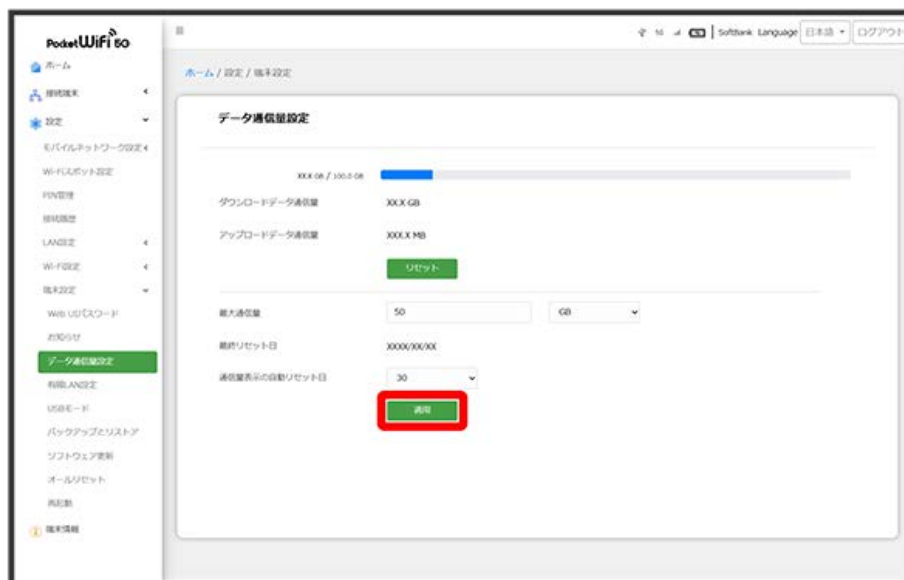 Pocket WiFi 5G
5G
SoftBank Language 日本語 ログアウト
ホーム
接続端末
設定
モバイルネットワーク設定
Wi-Fiスポット設定
PIN管理
接続履歴
LAN設定
Wi-Fi設定
端末設定
Web UIパスワード
お知らせ
データ通信量設定
有線LAN設定
USBモード
バックアップとリストア
ソフトウェア更新
オールリセット
再起動
端末情報
ホーム / 設定 / 端末設定
データ通信量設定
XX.X GB / 100.0 GB
ダウンロードデータ通信量 XX.X GB
アップロードデータ通信量 XXX.X MB
リセット
最大通信量 50 GB
最終リセット日 XXXX/XX/XX
通信量表示の自動リセット日 30
適用